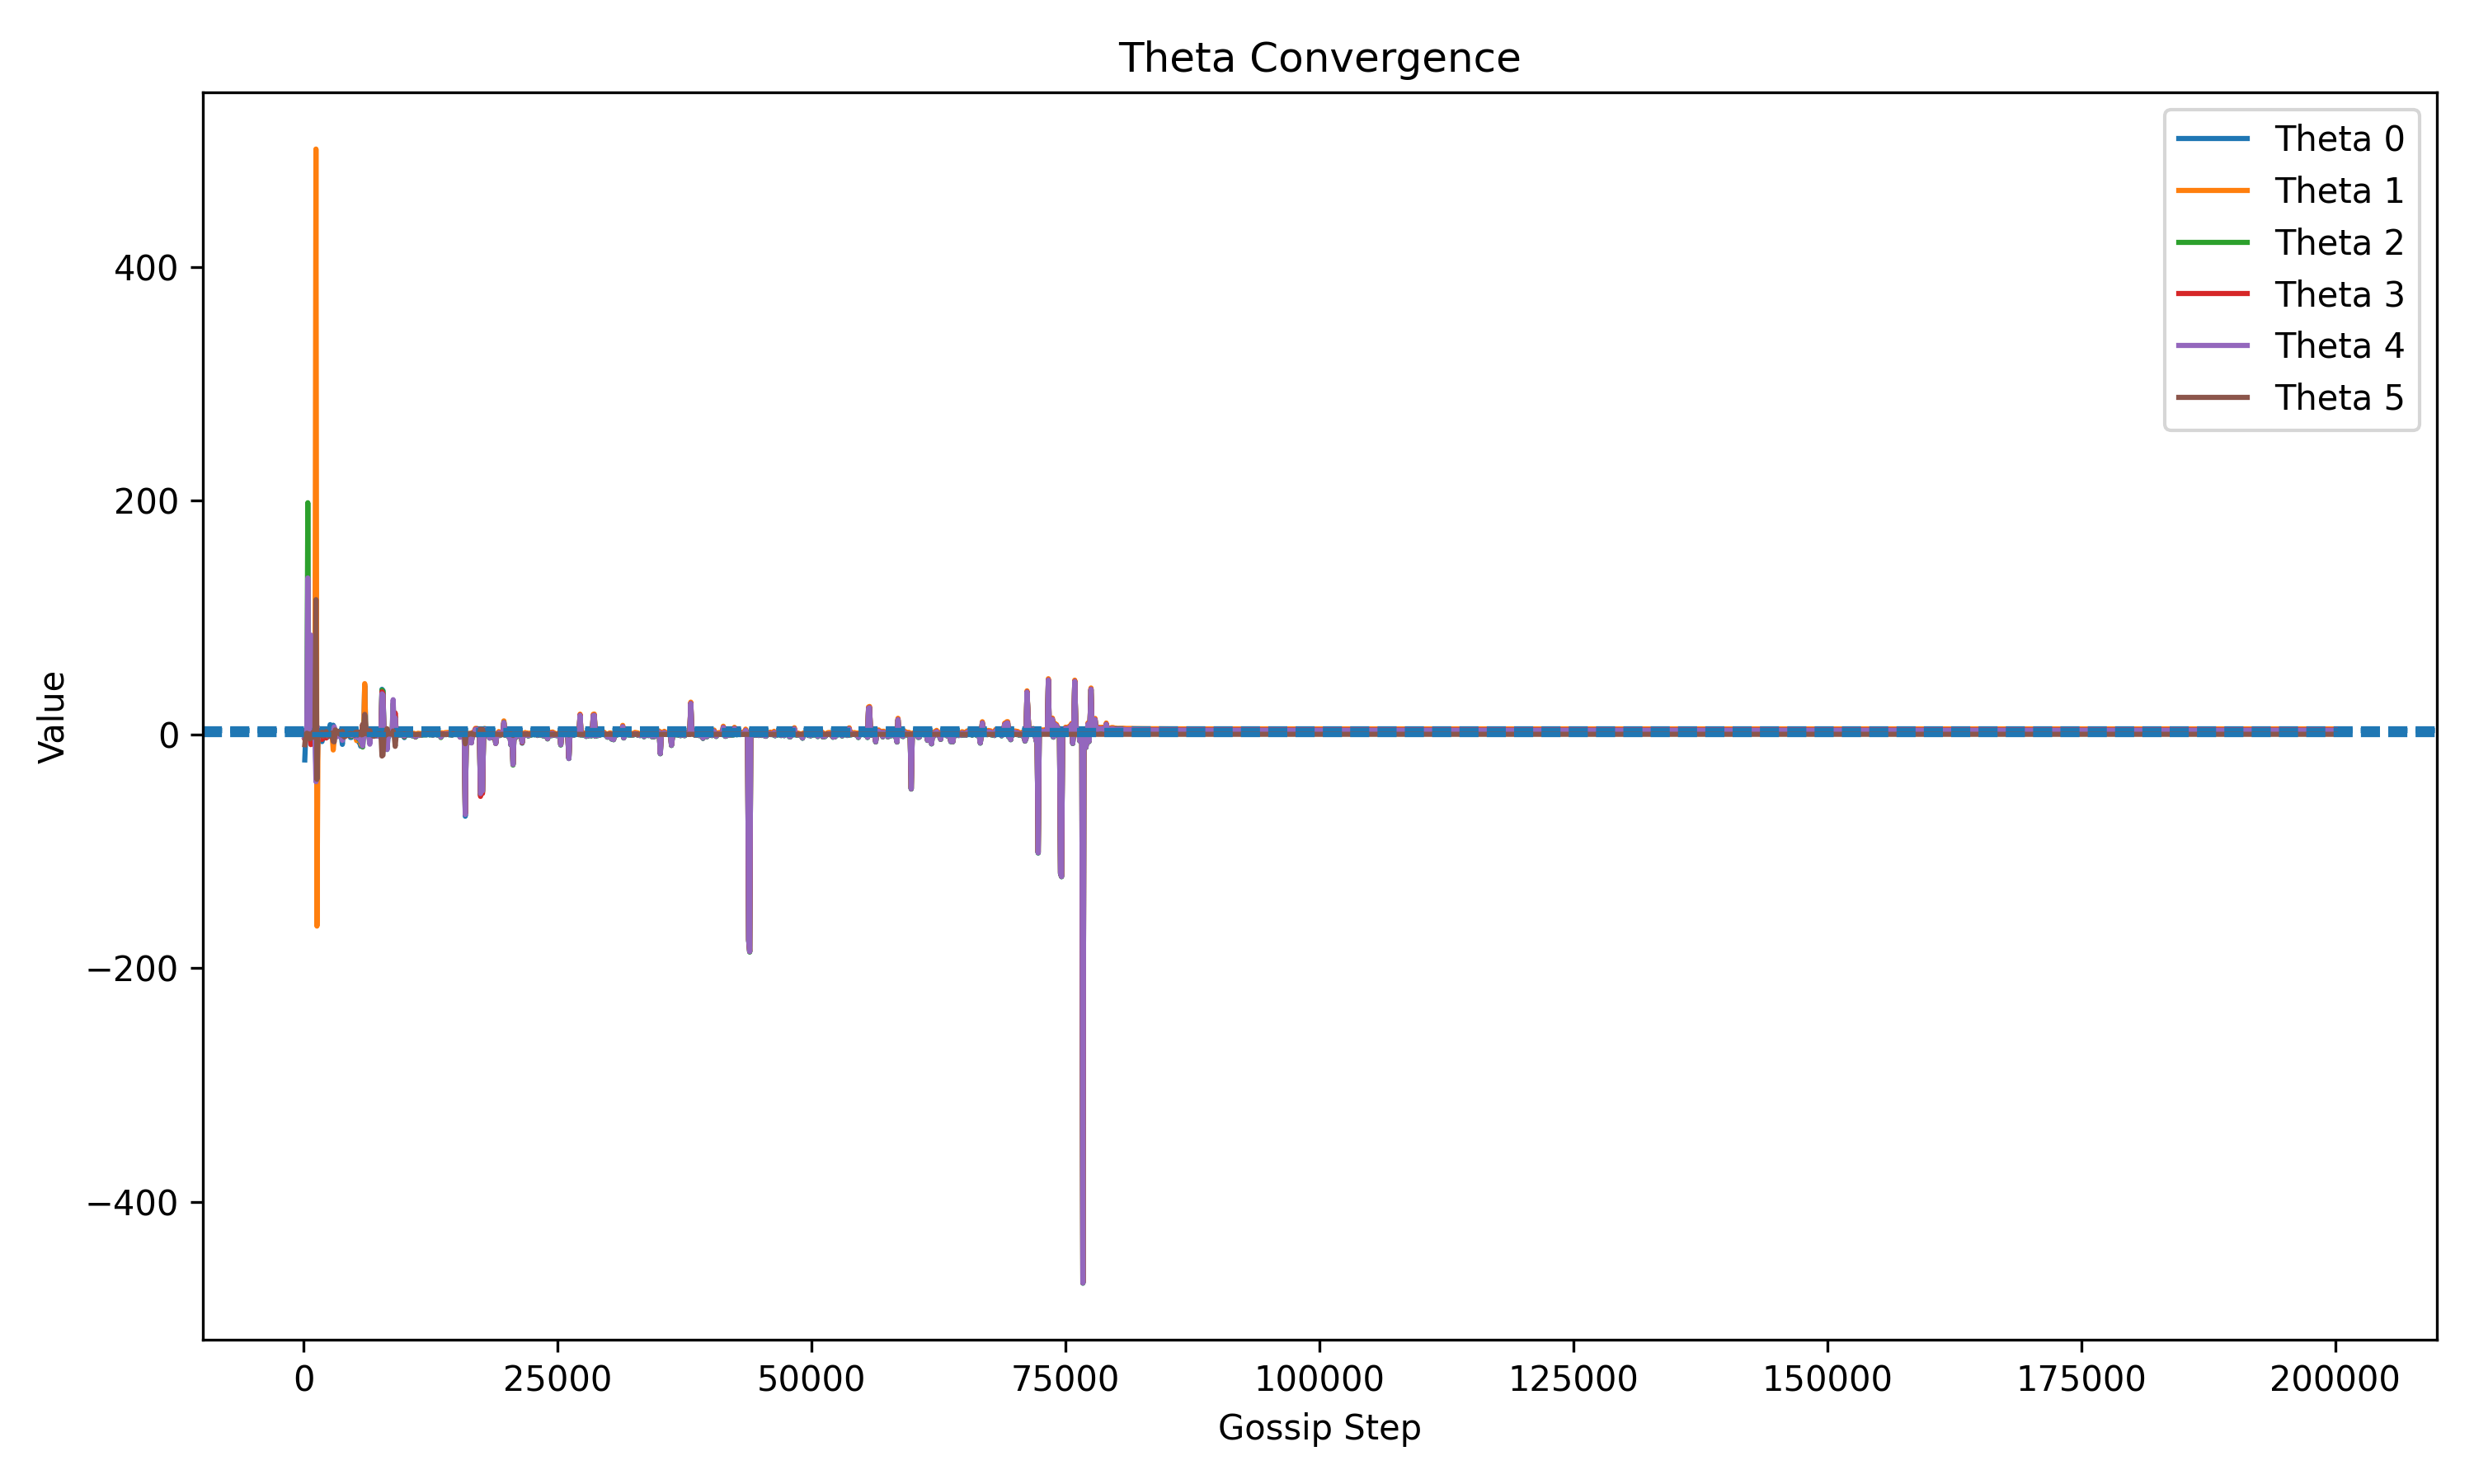 Theta Convergence
Theta 0
Theta 1
Theta 2
Theta 3
Theta 4
Theta 5
400
200
0
−200
−400
Value
0 25000 50000 75000 100000 125000 150000 175000 200000
Gossip Step